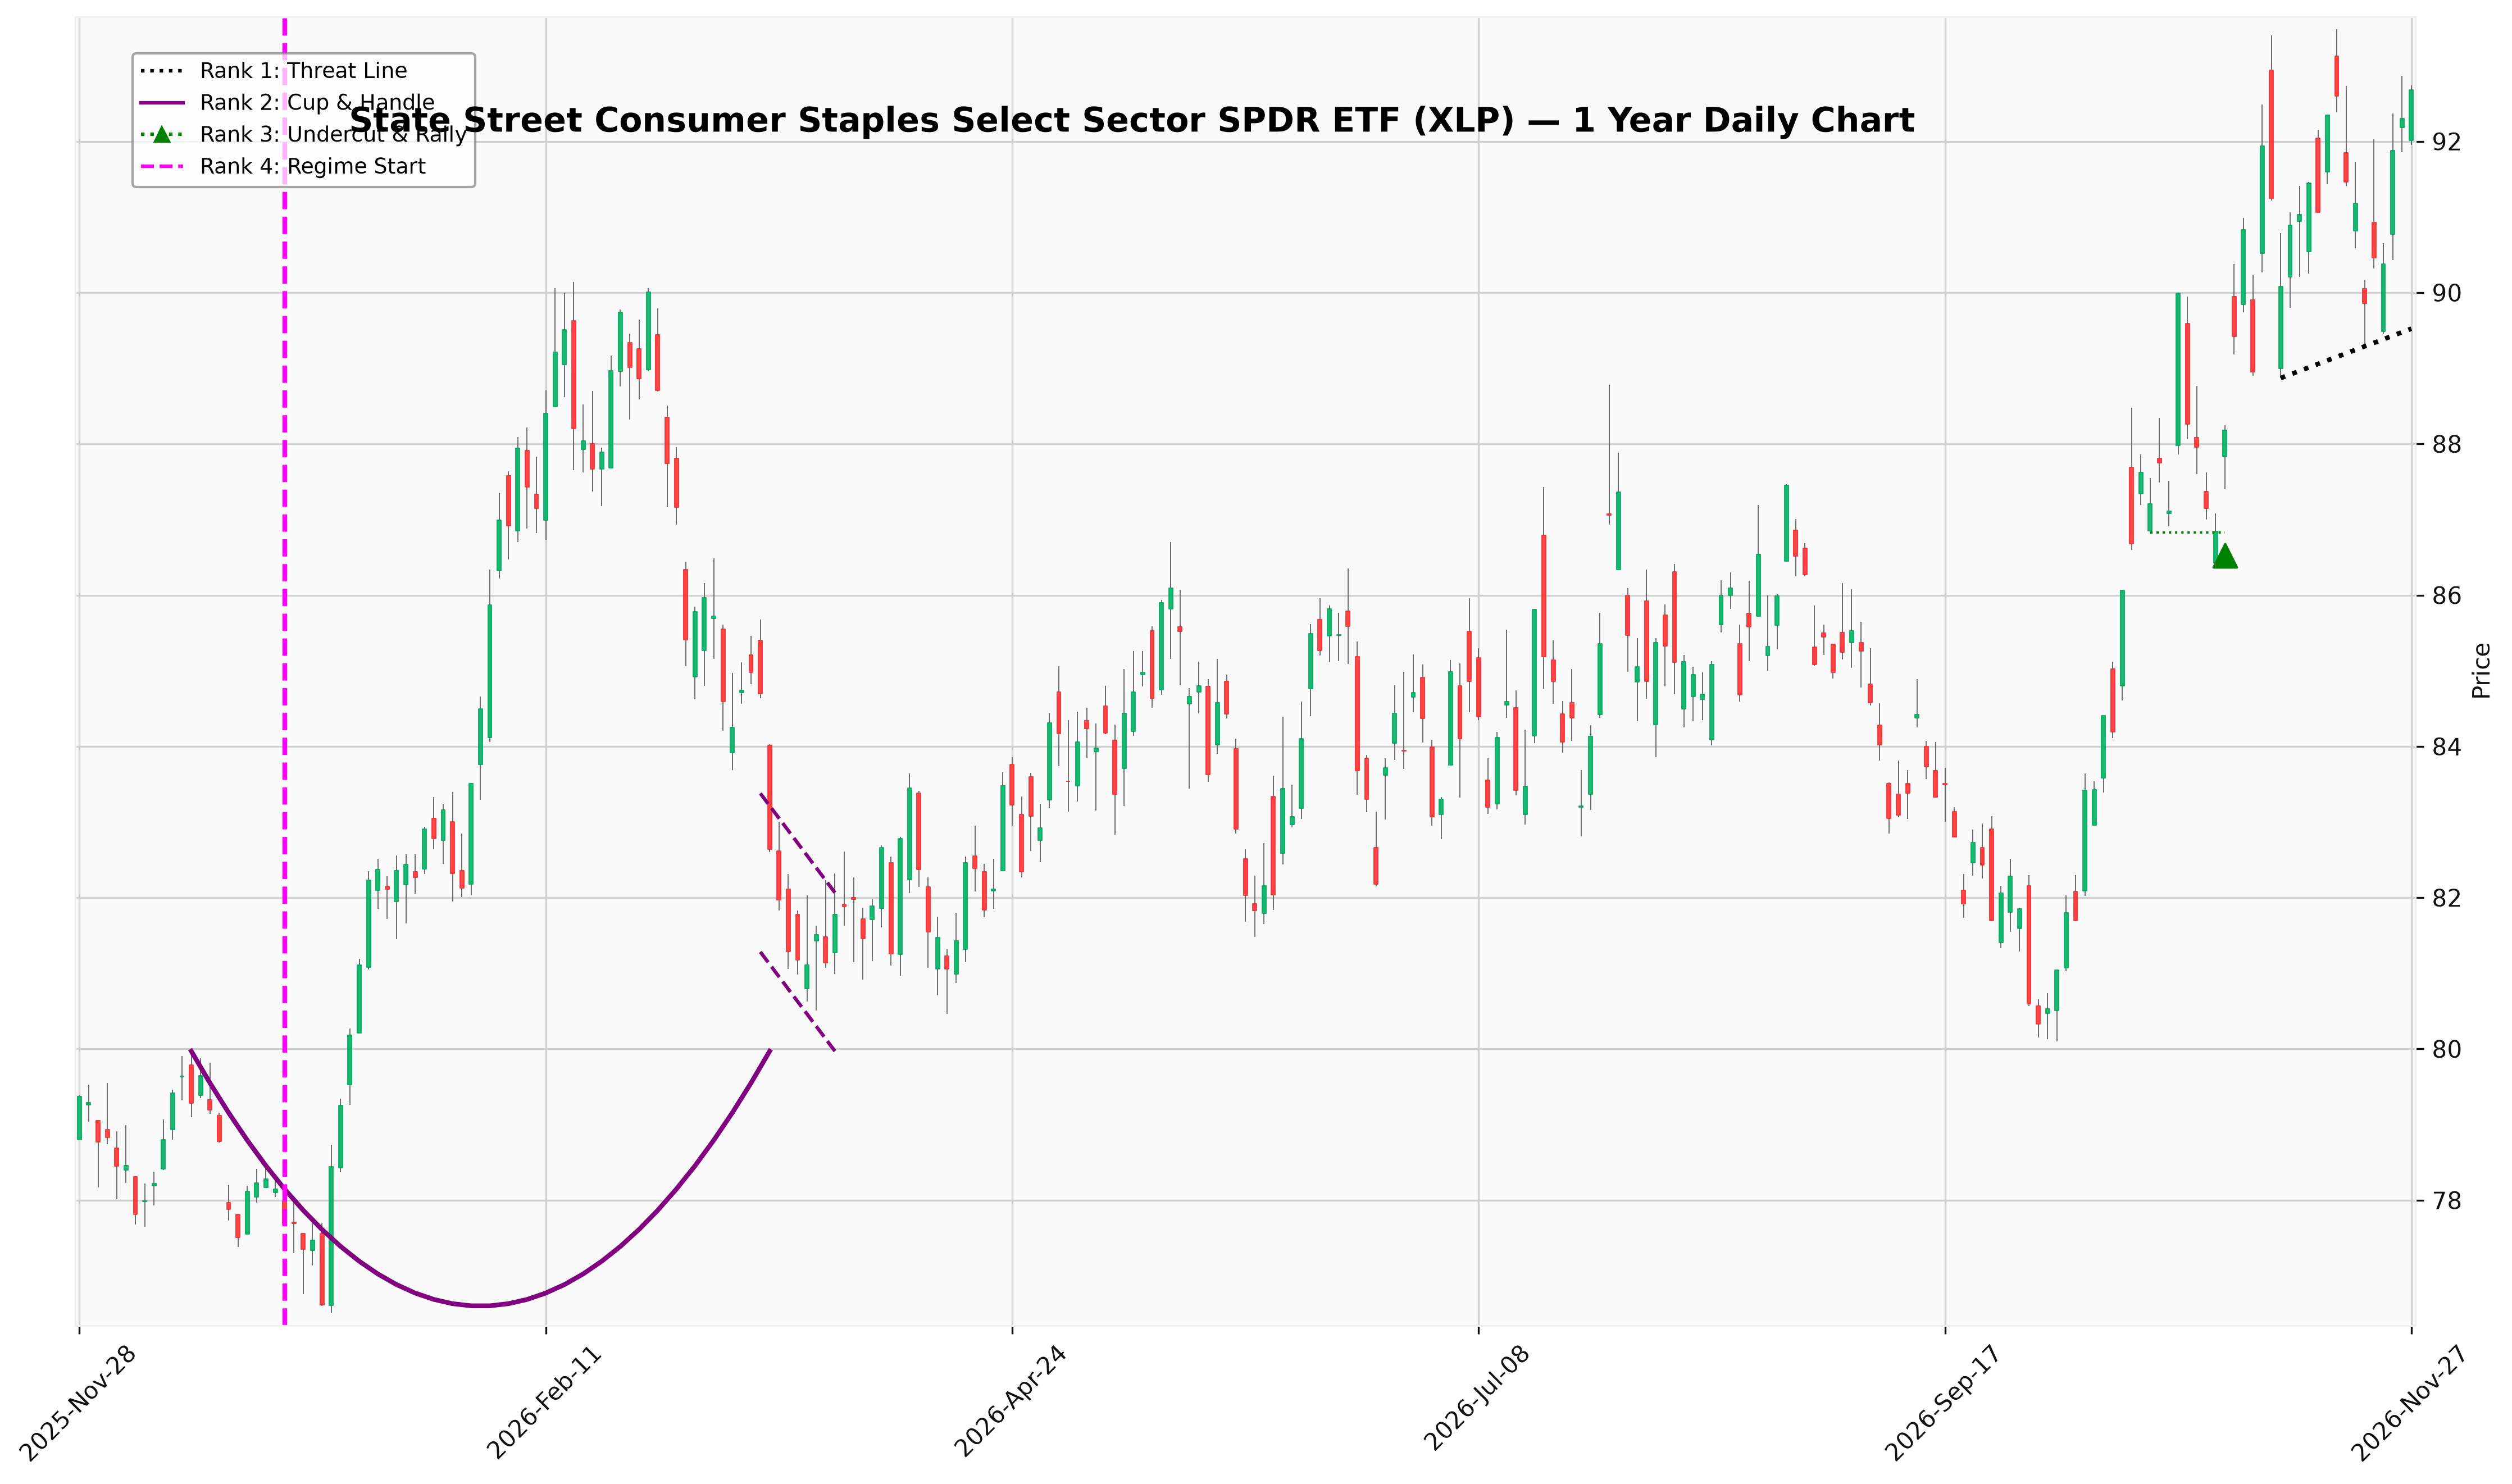 Rank 1: Threat Line
Rank 2: Cup & Handle
Rank 3: Undercut & Rally
Rank 4: Regime Start
State Street Consumer Staples Select Sector SPDR ETF (XLP) — 1 Year Daily Chart
92
90
88
86
84
82
80
78
Price
2025-Nov-28
2026-Feb-11
2026-Apr-24
2026-Jul-08
2026-Sep-17
2026-Nov-27